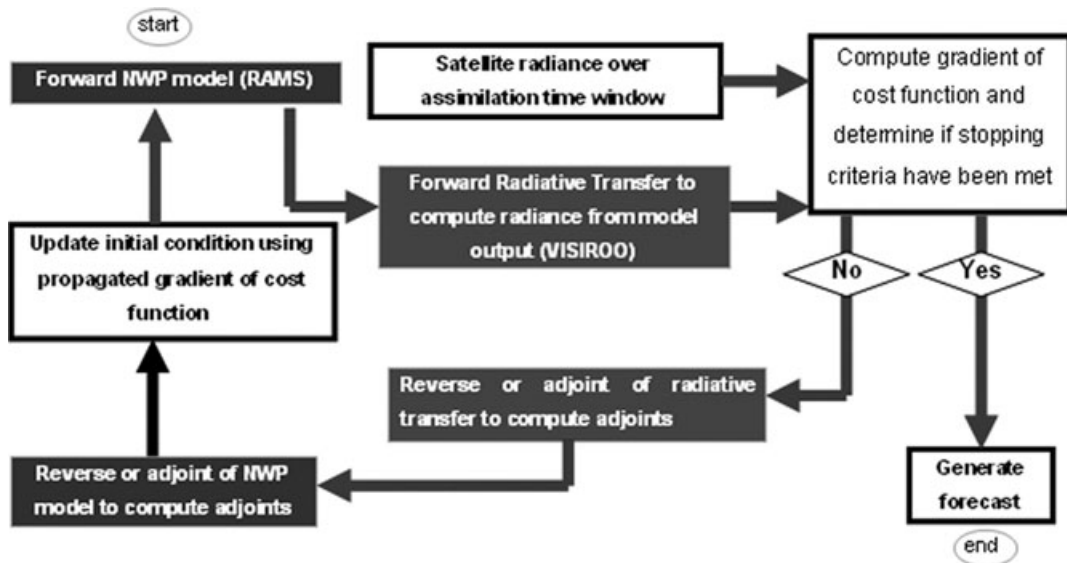 start
Forward NWP model (RAMS)
Satellite radiance over
assimilation time window
Compute gradient of
cost function and
determine if stopping
criteria have been met
Forward Radiative Transfer to
compute radiance from model
output (VISIROO)
Update initial condition using
propagated gradient of cost
function
No
Yes
Reverse or adjoint of radiative
transfer to compute adjoints
Reverse or adjoint of NWP
model to compute adjoints
Generate
forecast
end